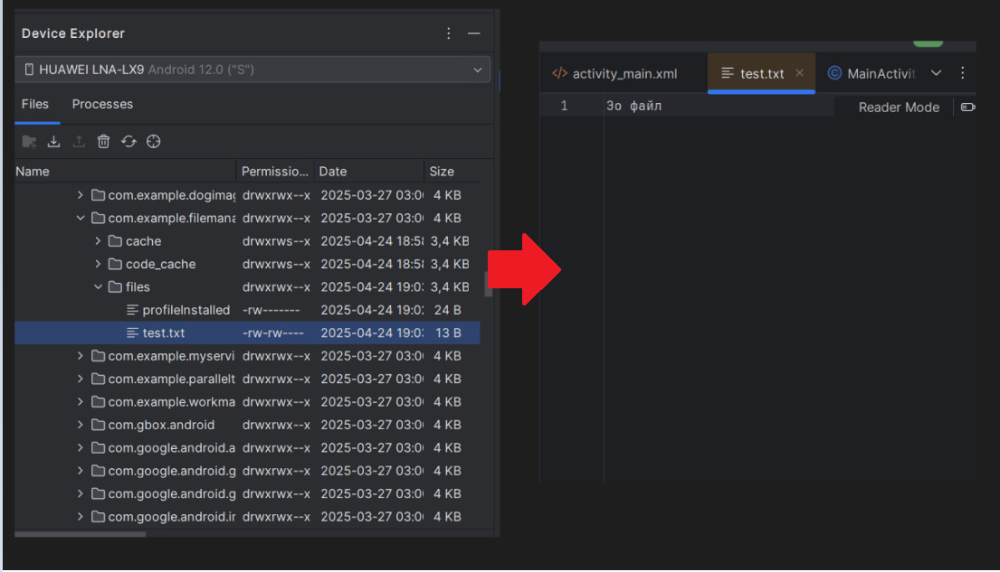 Device Explorer
HUAWEI LNA-LX9 Android 12.0 ("S")
Files Processes
Name Permissio... Date Size
com.example.dogimag drwxrwx--x 2025-03-27 03:0 4 KB
com.example.filemana drwxrwx--x 2025-03-27 03:0 4 KB
cache drwxrws--x 2025-04-24 18:58 3,4 KB
code_cache drwxrws--x 2025-04-24 18:58 3,4 KB
files drwxrwx--x 2025-04-24 19:03 3,4 KB
profileInstalled -rw------- 2025-04-24 19:02 24 B
test.txt -rw-rw---- 2025-04-24 19:03 13 B
com.example.myservi drwxrwx--x 2025-03-27 03:0 4 KB
com.example.parallelt drwxrwx--x 2025-03-27 03:0 4 KB
com.example.workma drwxrwx--x 2025-03-27 03:0 4 KB
com.gbox.android drwxrwx--x 2025-03-27 03:0 4 KB
com.google.android.a drwxrwx--x 2025-03-27 03:0 4 KB
com.google.android.g drwxrwx--x 2025-03-27 03:0 4 KB
com.google.android.g drwxrwx--x 2025-03-27 03:0 4 KB
com.google.android.ir drwxrwx--x 2025-03-27 03:0 4 KB
activity_main.xml test.txt MainActivit
1 Зо файл Reader Mode